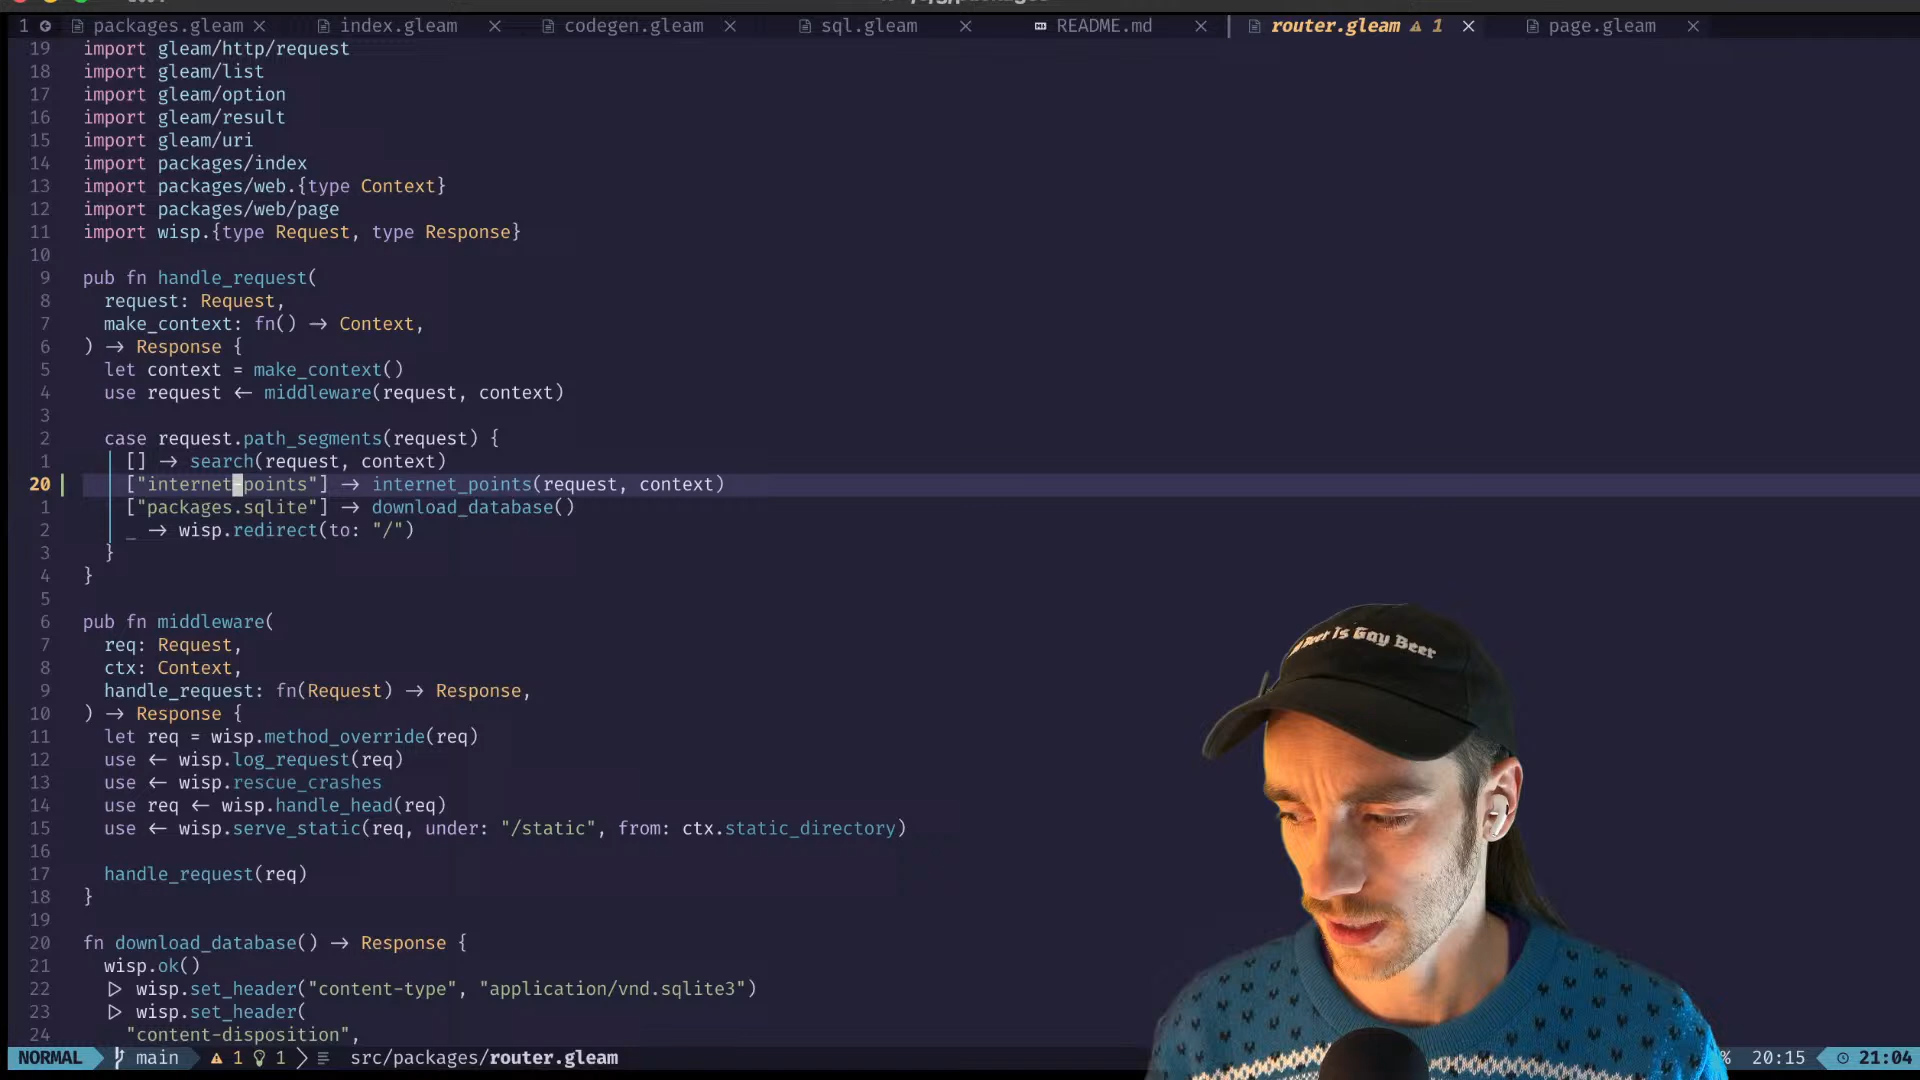 1 packages.gleam index.gleam codegen.gleam sql.gleam README.md router.gleam 1 page.gleam
19 import gleam/http/request
18 import gleam/list
17 import gleam/option
16 import gleam/result
15 import gleam/uri
14 import packages/index
13 import packages/web.{type Context}
12 import packages/web/page
11 import wisp.{type Request, type Response}
10
9 pub fn handle_request(
8 request: Request,
7 make_context: fn() → Context,
6 ) → Response {
5 let context = make_context()
4 use request ← middleware(request, context)
3
2 case request.path_segments(request) {
1 [] → search(request, context)
20 ["internet-points"] → internet_points(request, context)
1 ["packages.sqlite"] → download_database()
2 _ → wisp.redirect(to: "/")
3 }
4 }
5
6 pub fn middleware(
7 req: Request,
8 ctx: Context,
9 handle_request: fn(Request) → Response,
10 ) → Response {
11 let req = wisp.method_override(req)
12 use ← wisp.log_request(req)
13 use ← wisp.rescue_crashes
14 use req ← wisp.handle_head(req)
15 use ← wisp.serve_static(req, under: "/static", from: ctx.static_directory)
16
17 handle_request(req)
18 }
19
20 fn download_database() → Response {
21 wisp.ok()
22 ▷ wisp.set_header("content-type", "application/vnd.sqlite3")
23 ▷ wisp.set_header(
24 "content-disposition",
Beer Is Gay Beer
NORMAL main 1 1 src/packages/router.gleam % 20:15 21:04